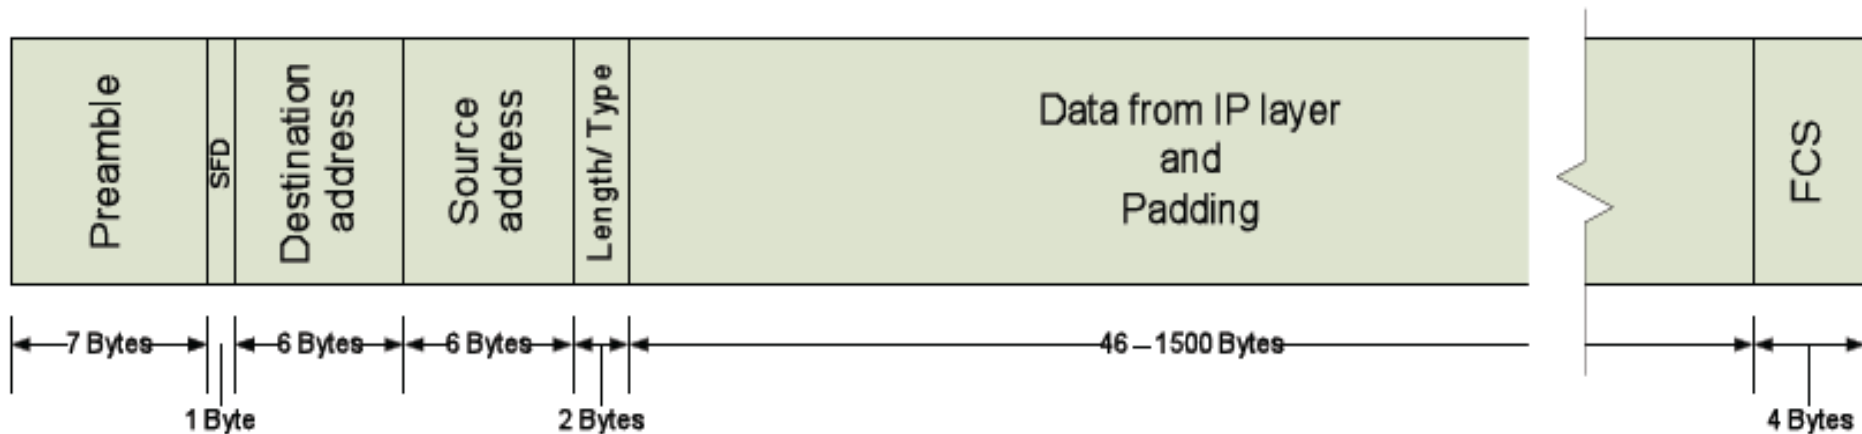 Preamble
SFD
Destination
address
Source
address
Length/ Type
Data from IP layer
and
Padding
FCS
7 Bytes
1 Byte
6 Bytes
6 Bytes
2 Bytes
46 – 1500 Bytes
4 Bytes